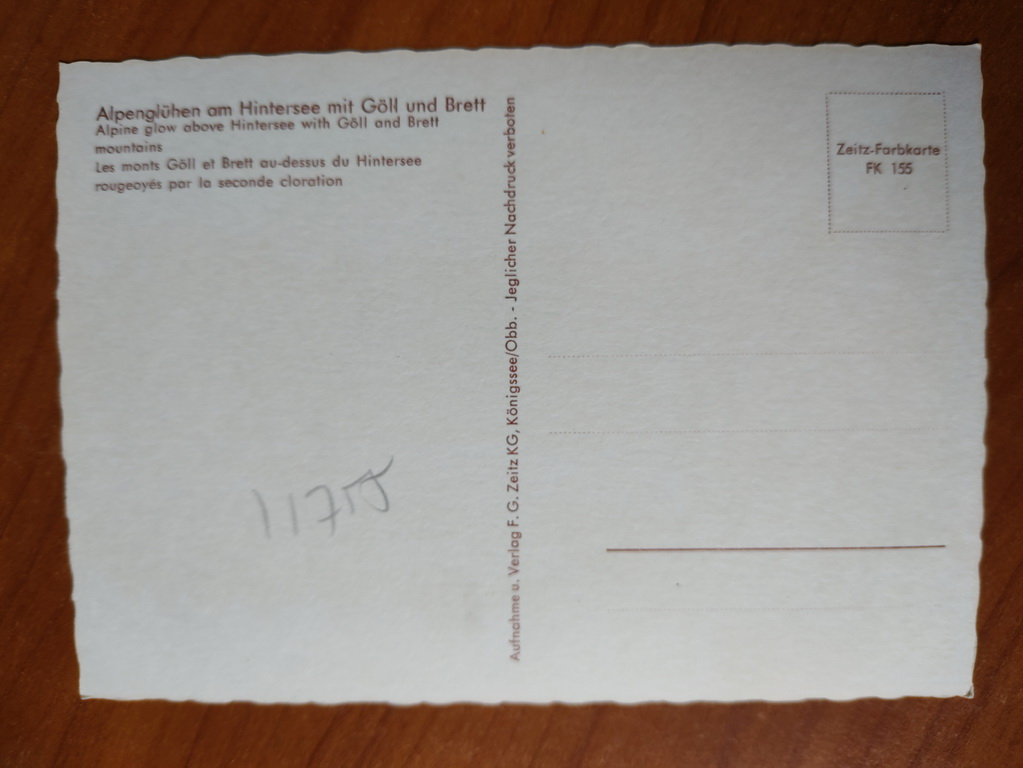 Alpenglühen am Hintersee mit Göll und Brett
Alpine glow above Hintersee with Göll and Brett
mountains
Les monts Göll et Brett au-dessus du Hintersee
rougeoyés par la seconde cloration
Aufnahme u. Verlag F. G. Zeitz KG, Königssee/Obb. - Jeglicher Nachdruck verboten
Zeitz-Farbkarte
FK 155